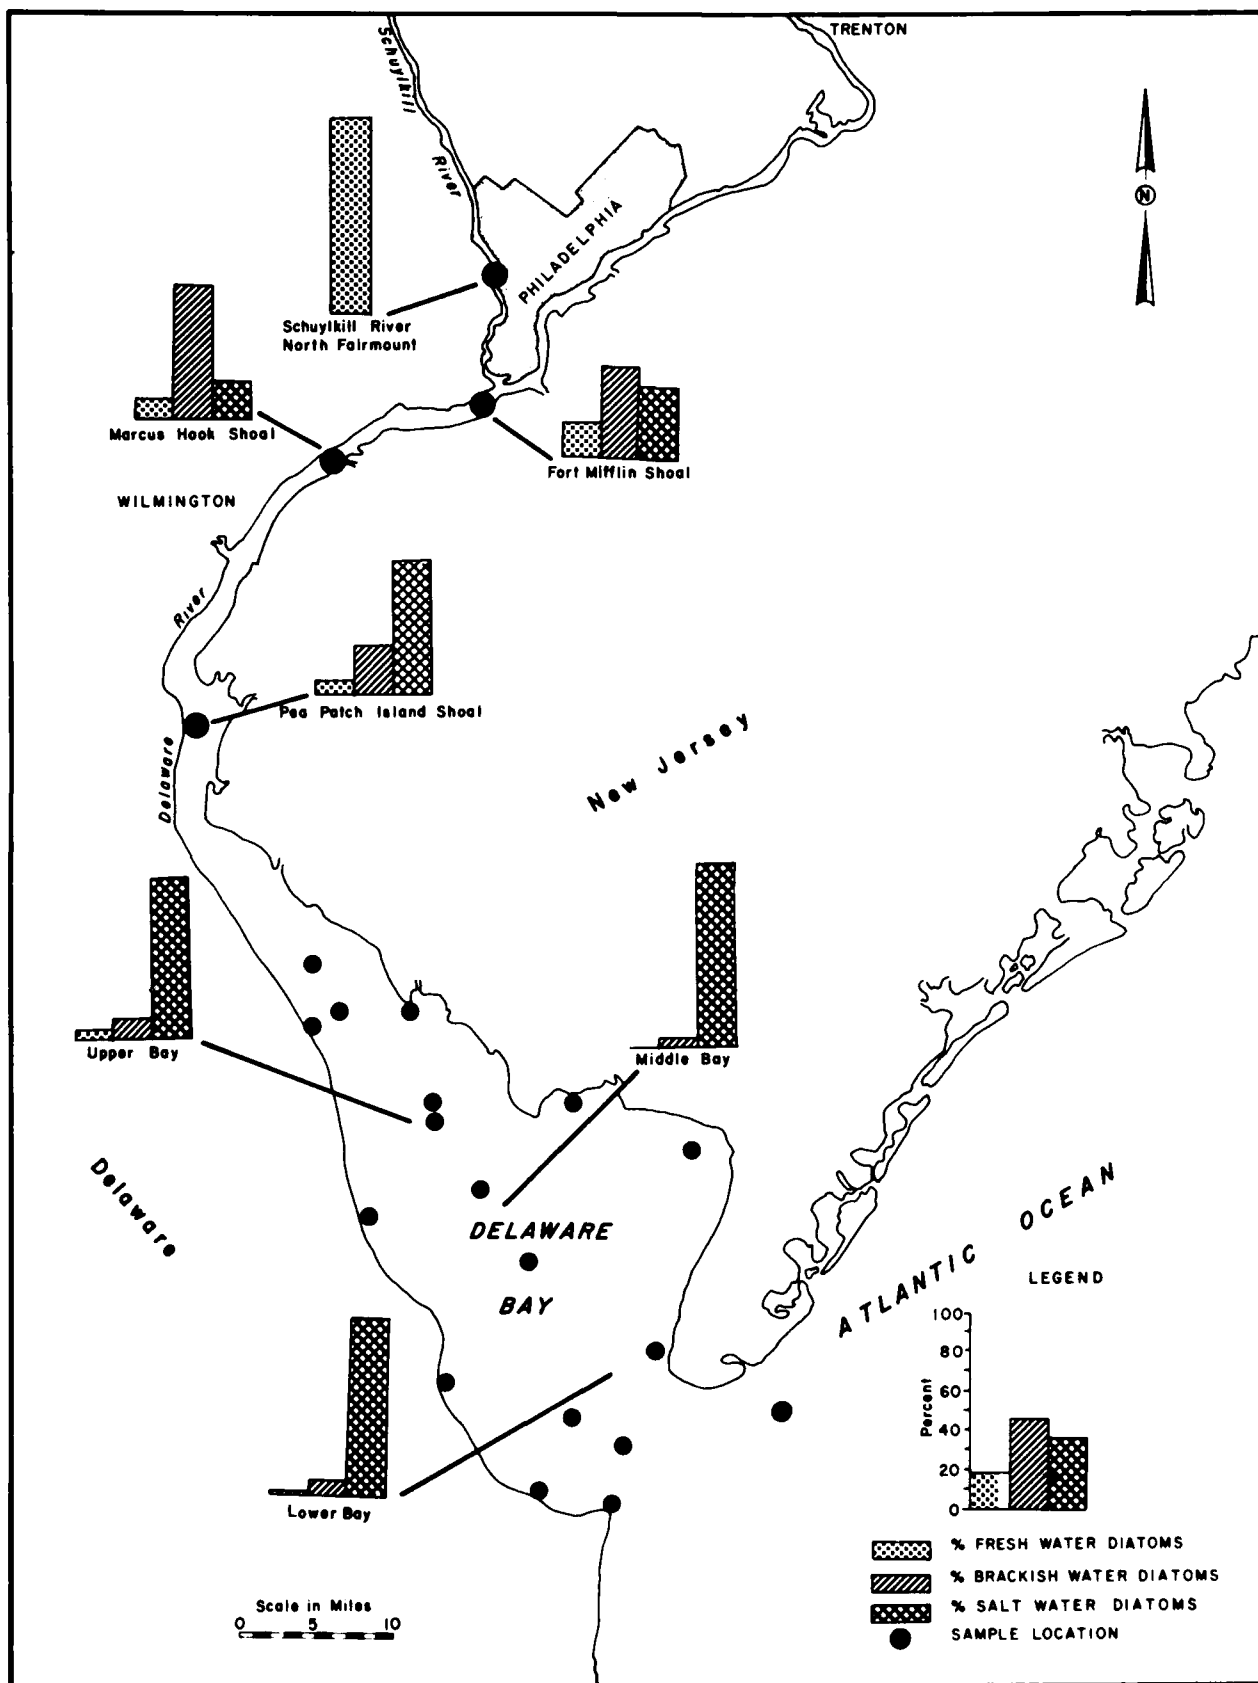 TRENTON
Schuylkill
River
N
PHILADELPHIA
Schuylkill River
North Fairmount
Marcus Hook Shoal
Fort Mifflin Shoal
WILMINGTON
River
Pea Patch Island Shoal
Delaware
New Jersey
Upper Bay
Middle Bay
Delaware
DELAWARE
BAY
ATLANTIC OCEAN
LEGEND
100
80
60
40
20
0
Percent
Lower Bay
% FRESH WATER DIATOMS
% BRACKISH WATER DIATOMS
% SALT WATER DIATOMS
SAMPLE LOCATION
Scale in Miles
0 5 10